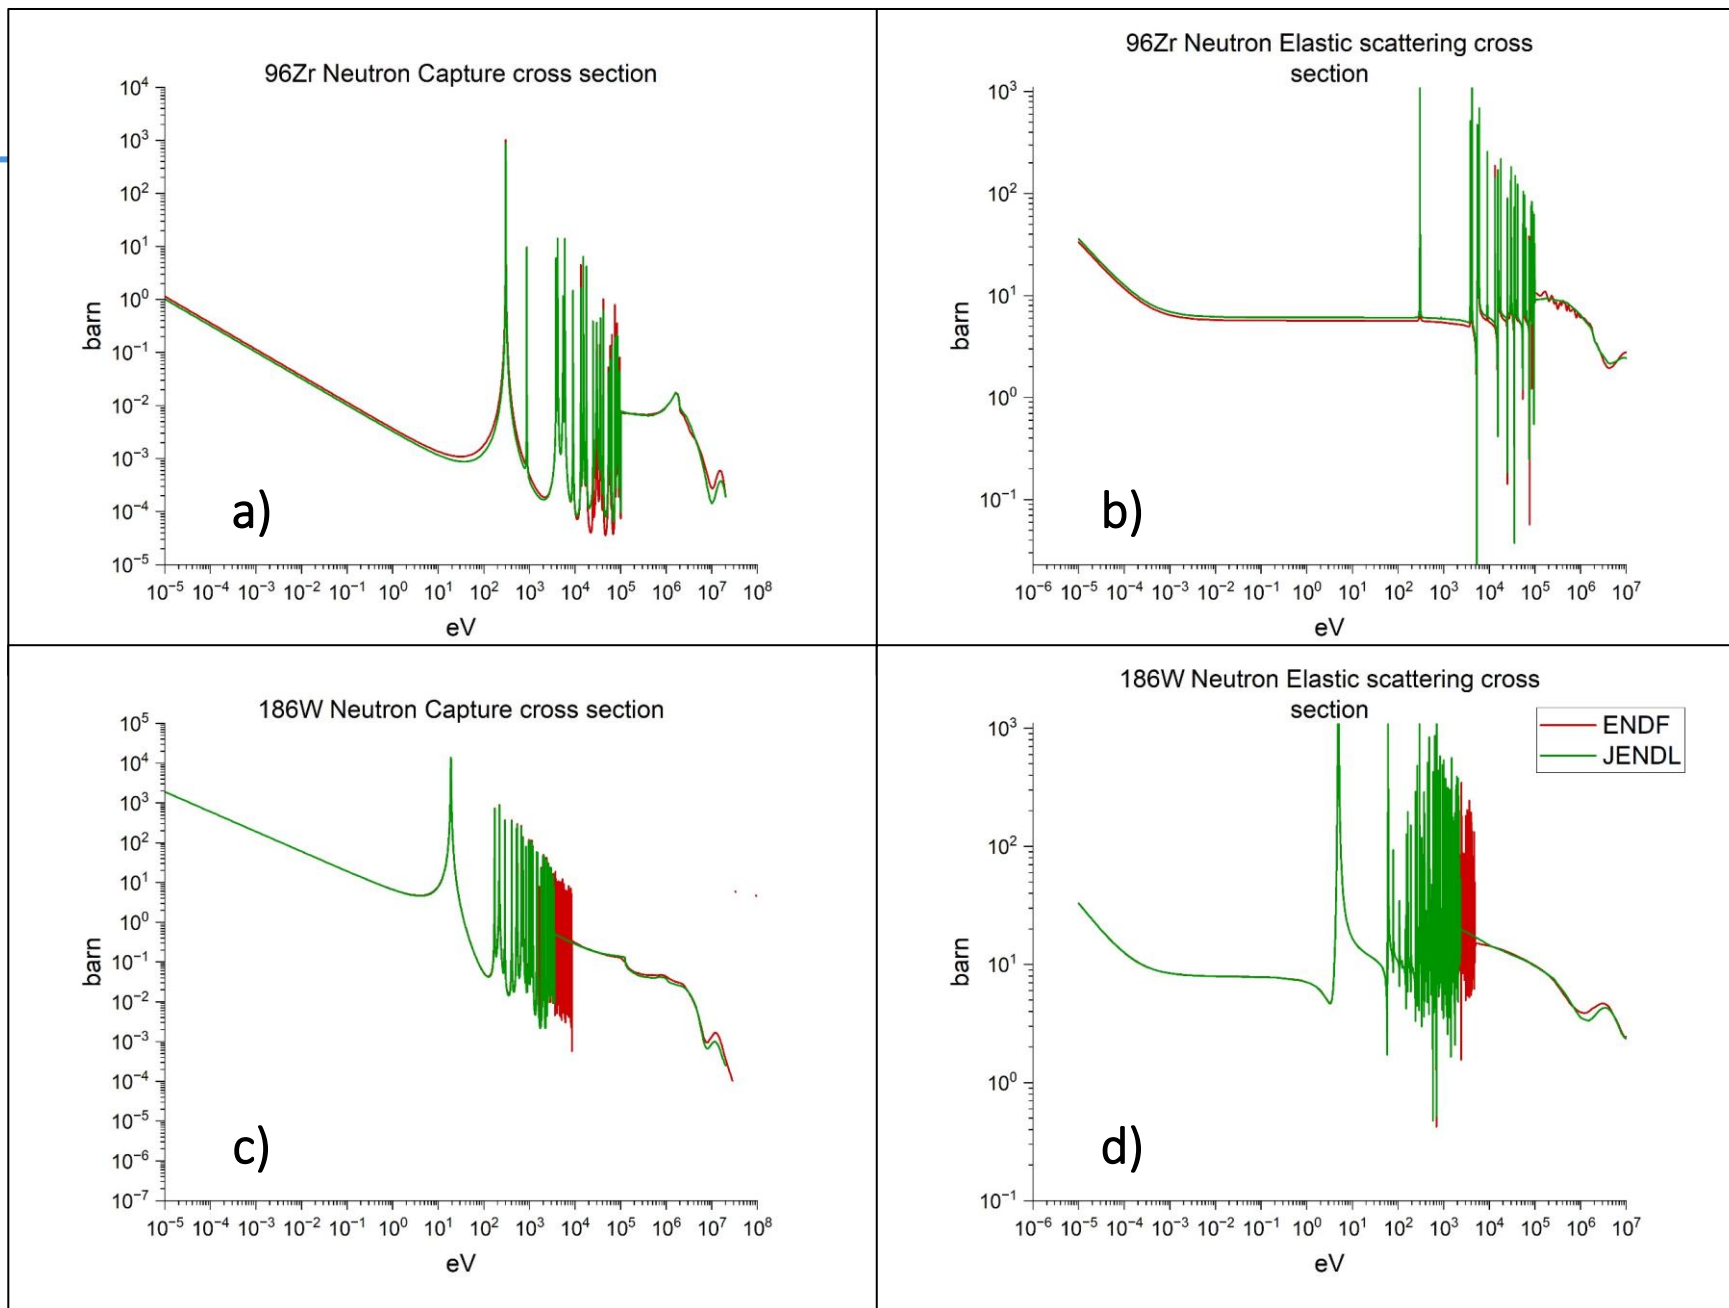 96Zr Neutron Capture cross section
10⁴
10³
10²
10¹
10⁰
10⁻¹
10⁻²
10⁻³
10⁻⁴
10⁻⁵
barn
a)
10⁻⁵ 10⁻⁴ 10⁻³ 10⁻² 10⁻¹ 10⁰ 10¹ 10² 10³ 10⁴ 10⁵ 10⁶ 10⁷ 10⁸
eV
96Zr Neutron Elastic scattering cross
section
10³
10²
10¹
10⁰
10⁻¹
barn
b)
10⁻⁶ 10⁻⁵ 10⁻⁴ 10⁻³ 10⁻² 10⁻¹ 10⁰ 10¹ 10² 10³ 10⁴ 10⁵ 10⁶ 10⁷
eV
186W Neutron Capture cross section
10⁵
10⁴
10³
10²
10¹
10⁰
10⁻¹
10⁻²
10⁻³
10⁻⁴
10⁻⁵
10⁻⁶
10⁻⁷
barn
c)
10⁻⁵ 10⁻⁴ 10⁻³ 10⁻² 10⁻¹ 10⁰ 10¹ 10² 10³ 10⁴ 10⁵ 10⁶ 10⁷ 10⁸
eV
186W Neutron Elastic scattering cross
section
ENDF
JENDL
10³
10²
10¹
10⁰
10⁻¹
barn
d)
10⁻⁶ 10⁻⁵ 10⁻⁴ 10⁻³ 10⁻² 10⁻¹ 10⁰ 10¹ 10² 10³ 10⁴ 10⁵ 10⁶ 10⁷
eV